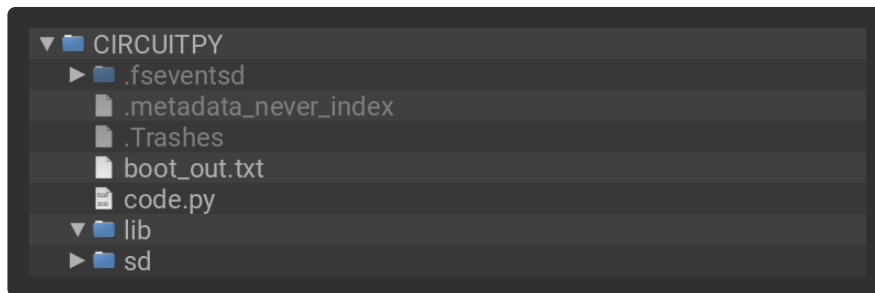 CIRCUITPY
.fseventsd
.metadata_never_index
.Trashes
boot_out.txt
code.py
lib
sd